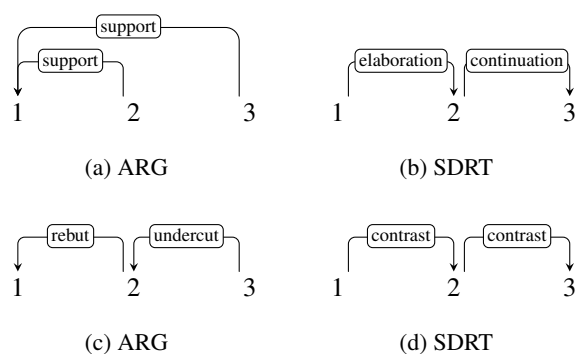 support
support
elaboration continuation
1 2 3 1 2 3
(a) ARG (b) SDRT
rebut undercut contrast contrast
1 2 3 1 2 3
(c) ARG (d) SDRT